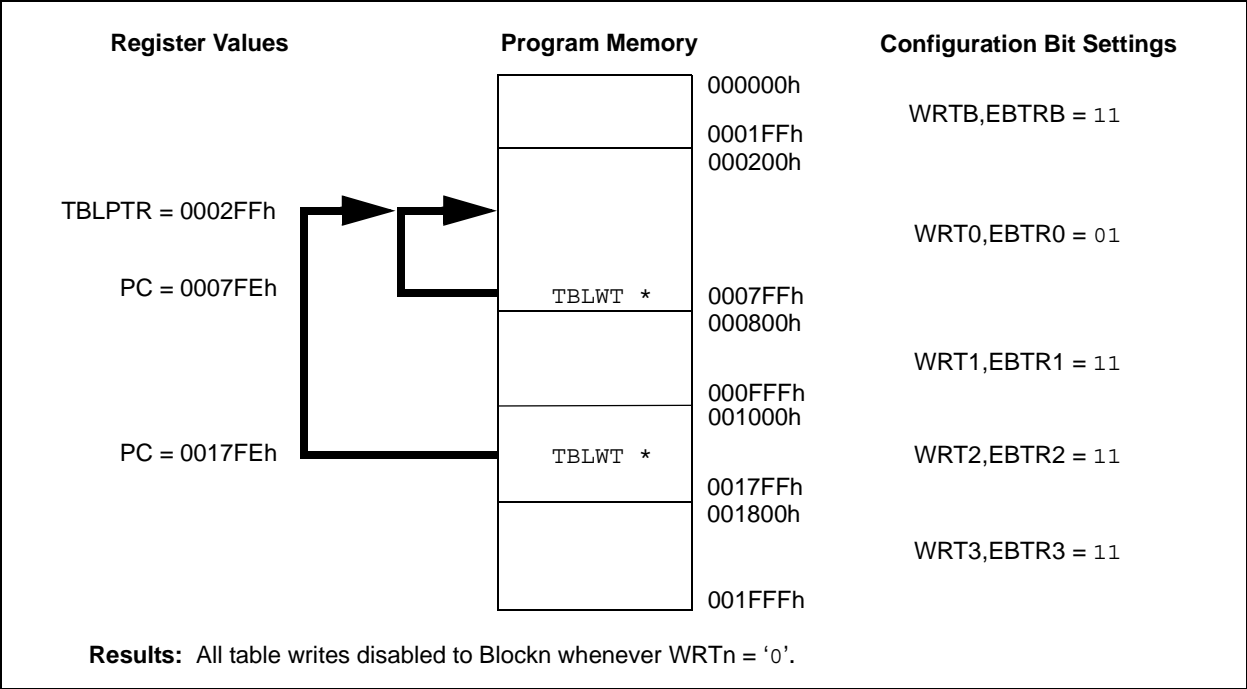 Register Values
Program Memory
Configuration Bit Settings
000000h
WRTB,EBTRB = 11
0001FFh
000200h
TBLPTR = 0002FFh
WRT0,EBTR0 = 01
PC = 0007FEh
TBLWT *
0007FFh
000800h
WRT1,EBTR1 = 11
000FFFh
001000h
PC = 0017FEh
TBLWT *
WRT2,EBTR2 = 11
0017FFh
001800h
WRT3,EBTR3 = 11
001FFFh
Results: All table writes disabled to Blockn whenever WRTn = ‘0’.